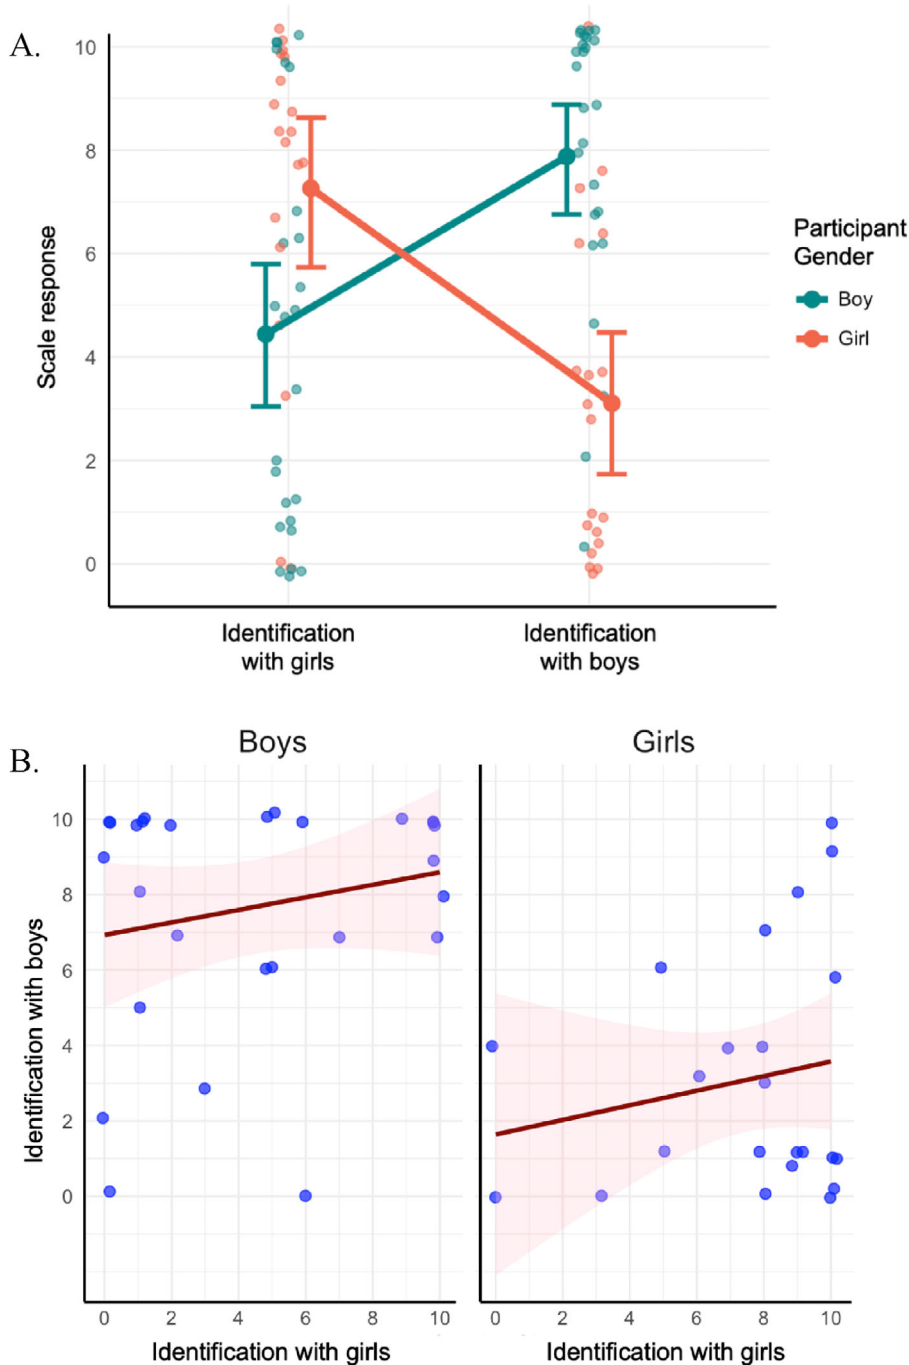 A.
10
8
6
4
2
0
Scale response
Identification
with girls
Identification
with boys
Participant
Gender
Boy
Girl
B.
Boys
Girls
10
8
6
4
2
0
Identification with boys
0 2 4 6 8 10
0 2 4 6 8 10
Identification with girls
Identification with girls